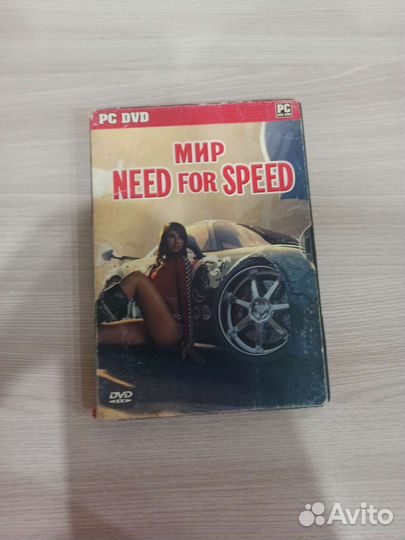 PC DVD
PC
МИР
NEED FOR SPEED
DVD
Avito